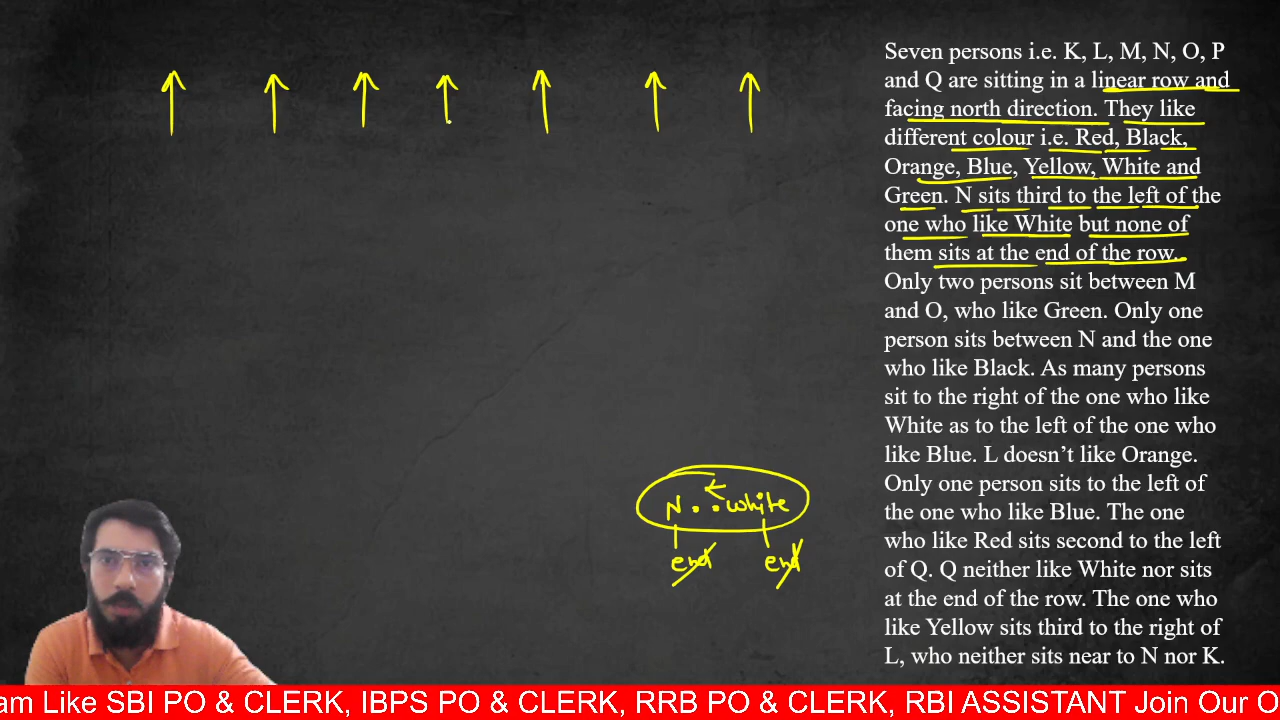 Seven persons i.e. K, L, M, N, O, P
and Q are sitting in a linear row and
facing north direction. They like
different colour i.e. Red, Black,
Orange, Blue, Yellow, White and
Green. N sits third to the left of the
one who like White but none of
them sits at the end of the row.
Only two persons sit between M
and O, who like Green. Only one
person sits between N and the one
who like Black. As many persons
sit to the right of the one who like
White as to the left of the one who
like Blue. L doesn’t like Orange.
Only one person sits to the left of
the one who like Blue. The one
who like Red sits second to the left
of Q. Q neither like White nor sits
at the end of the row. The one who
like Yellow sits third to the right of
L, who neither sits near to N nor K.
N . . white
end end
am Like SBI PO & CLERK, IBPS PO & CLERK, RRB PO & CLERK, RBI ASSISTANT Join Our O